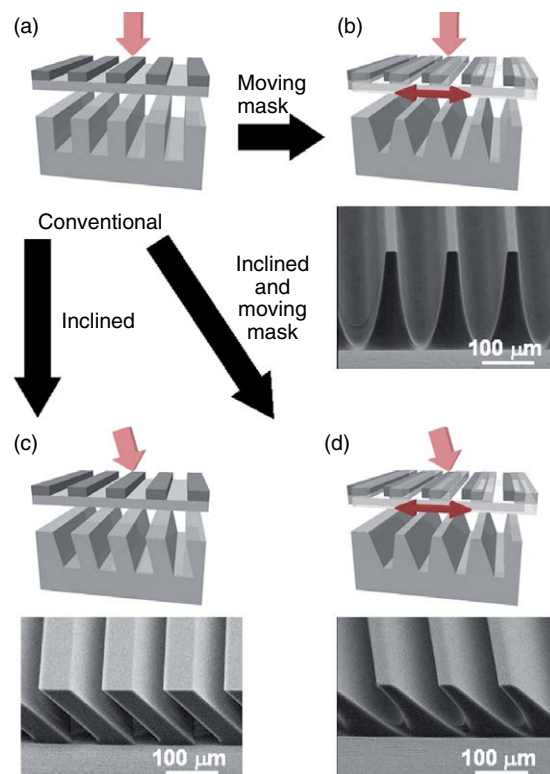 (a)
(b)
Moving
mask
Conventional
Inclined
Inclined
and
moving
mask
100 μm
(c)
(d)
100 μm
100 μm